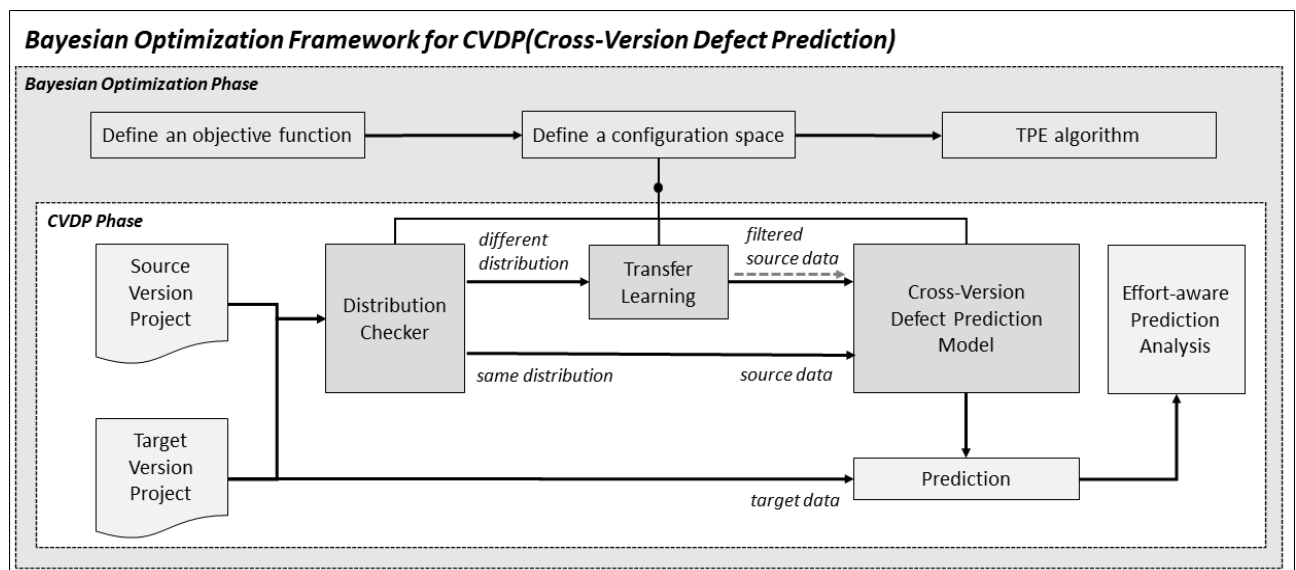 Bayesian Optimization Framework for CVDP(Cross-Version Defect Prediction)
Bayesian Optimization Phase
Define an objective function
Define a configuration space
TPE algorithm
CVDP Phase
Source
Version
Project
Distribution
Checker
different
distribution
Transfer
Learning
filtered
source data
Cross-Version
Defect Prediction
Model
Effort-aware
Prediction
Analysis
same distribution
source data
Target
Version
Project
target data
Prediction